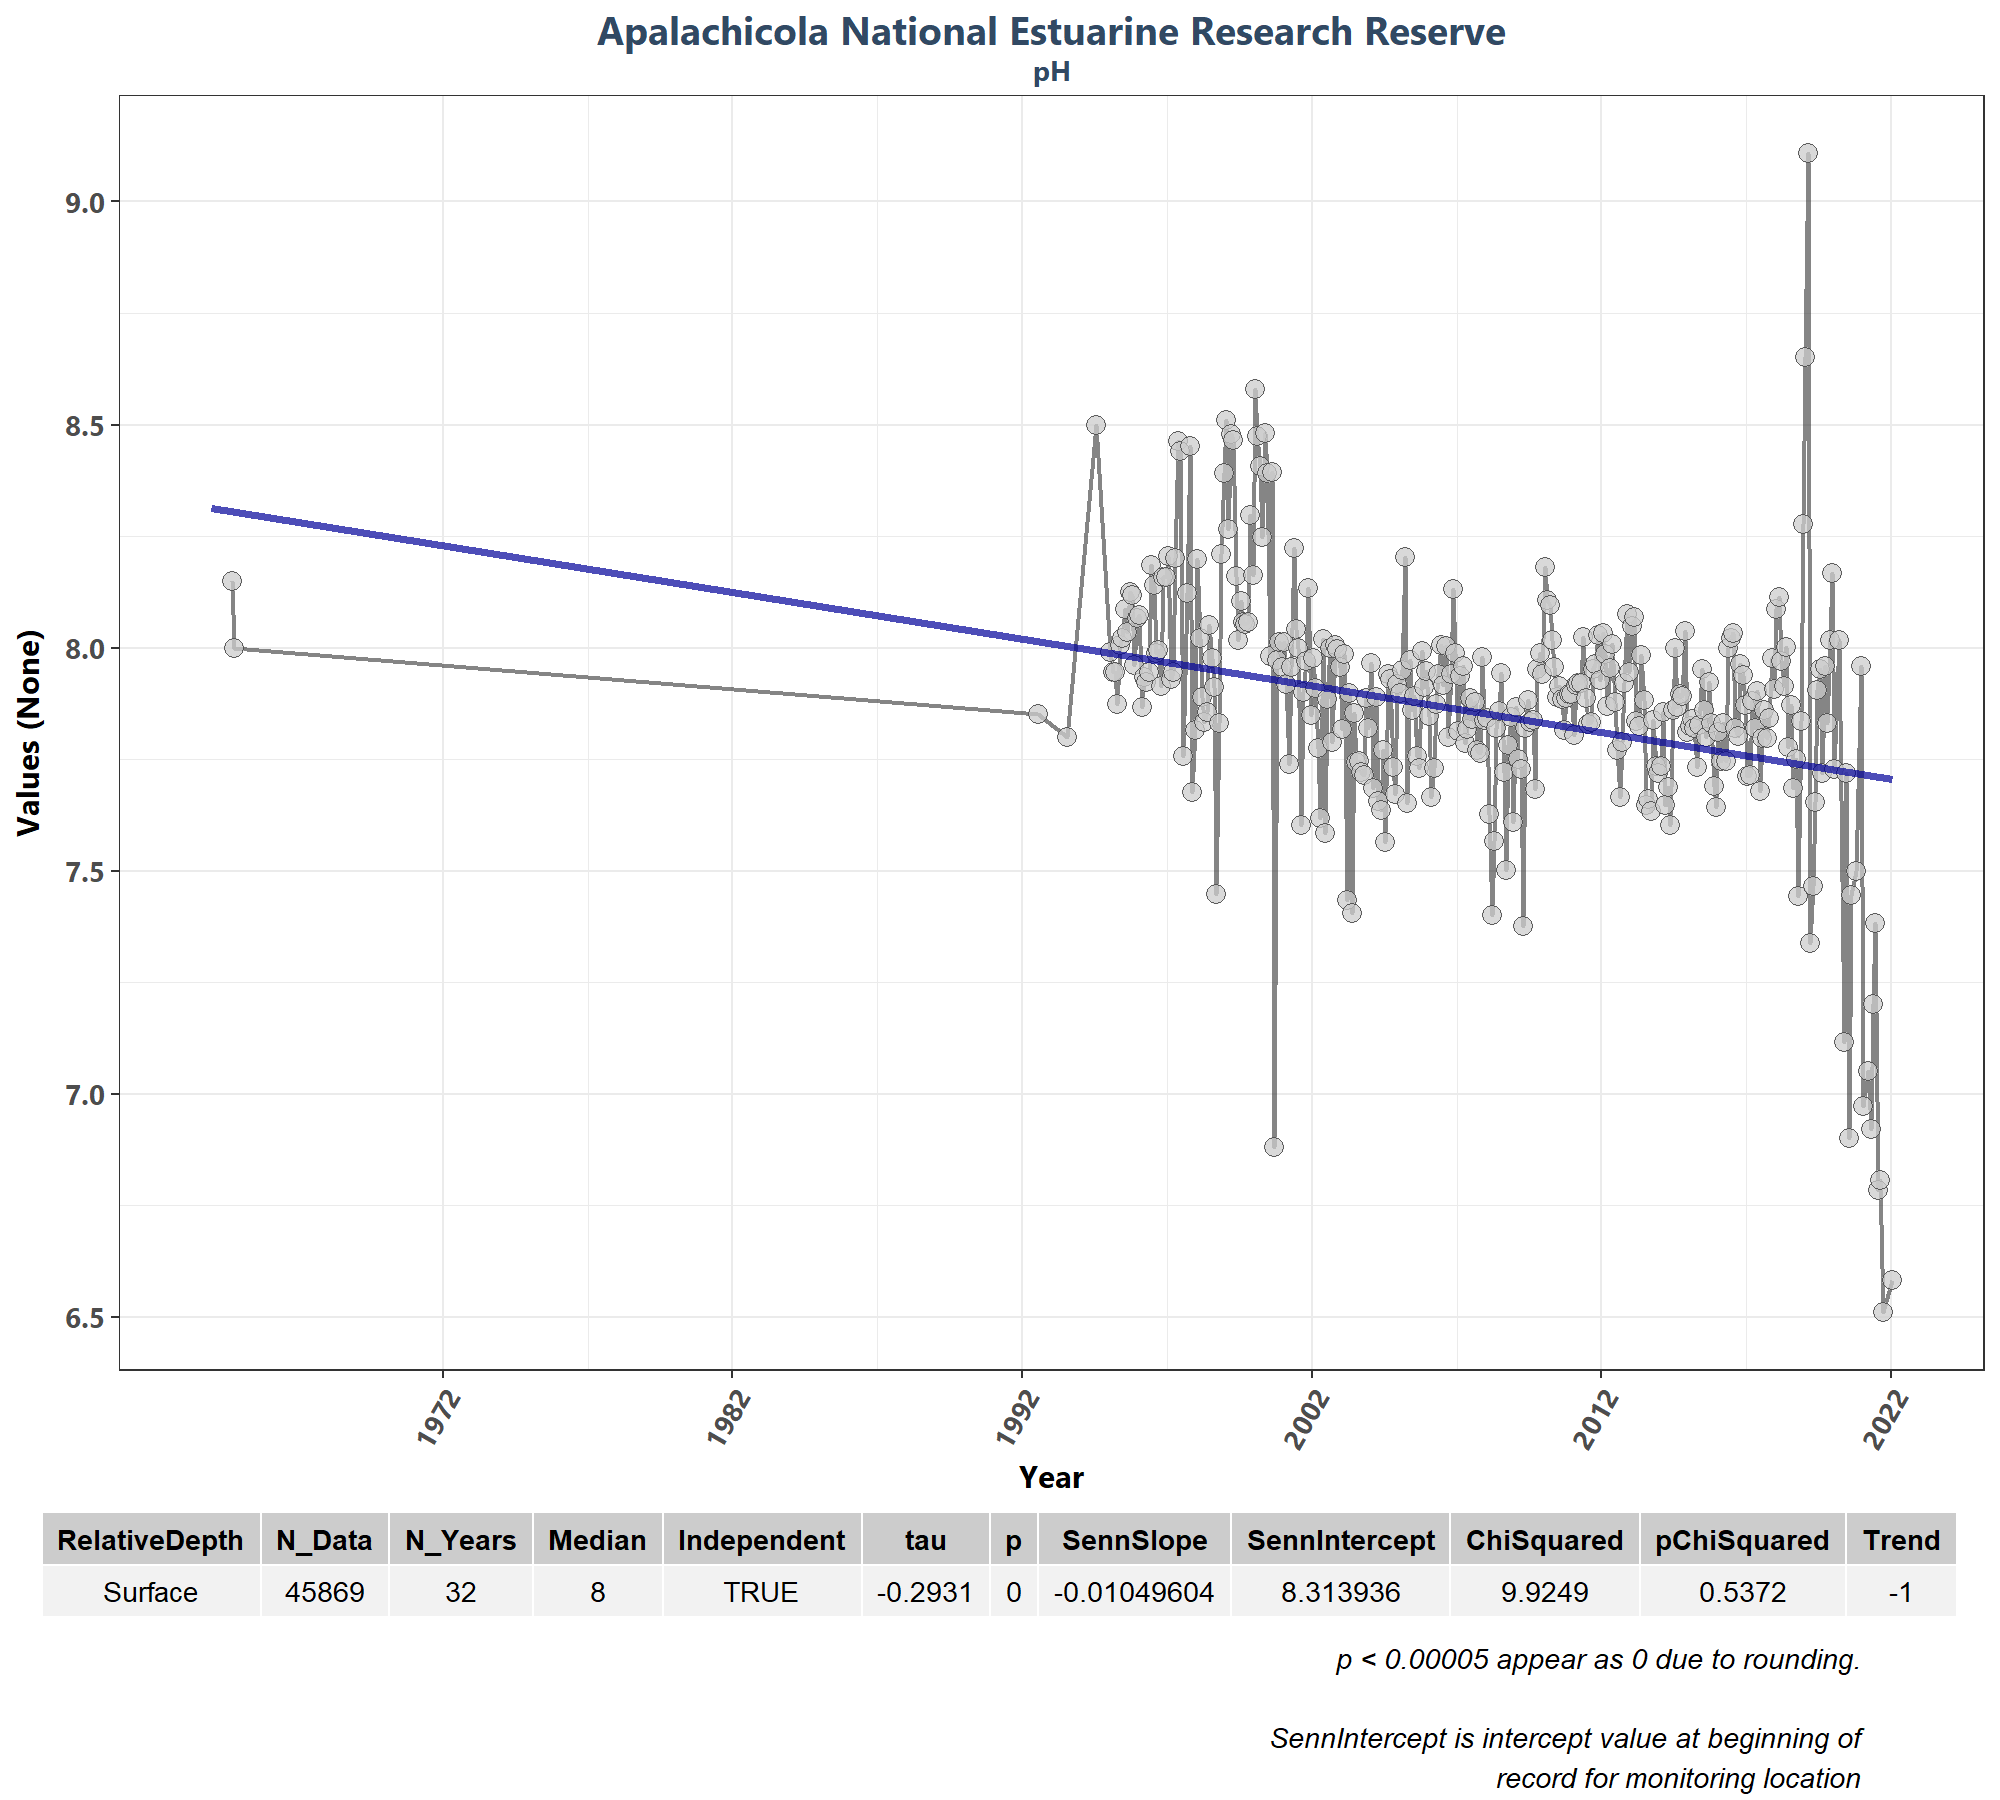 Apalachicola National Estuarine Research Reserve
pH
Values (None)
9.0
8.5
8.0
7.5
7.0
6.5
1972
1982
1992
2002
2012
2022
Year
RelativeDepth N_Data N_Years Median Independent tau p SennSlope SennIntercept ChiSquared pChiSquared Trend
Surface 45869 32 8 TRUE -0.2931 0 -0.01049604 8.313936 9.9249 0.5372 -1
p < 0.00005 appear as 0 due to rounding.
SennIntercept is intercept value at beginning of
record for monitoring location